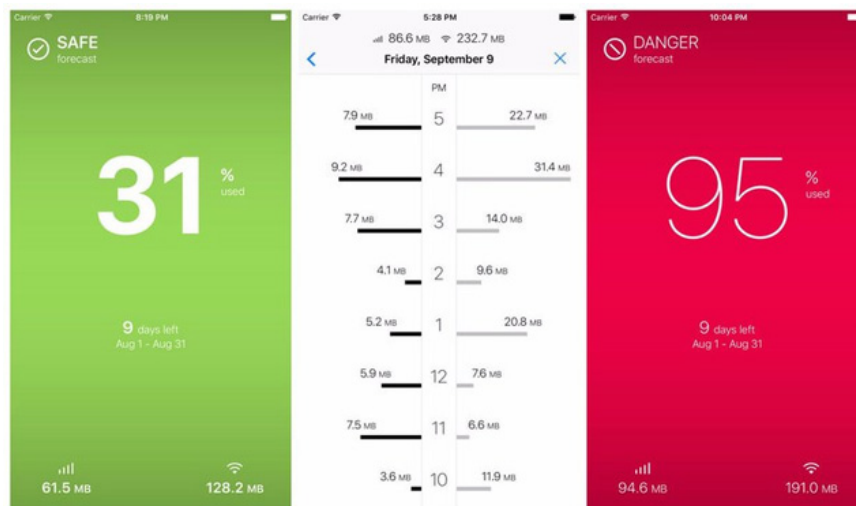 Carrier 8:19 PM
SAFE
forecast
31 % used
9 days left
Aug 1 - Aug 31
61.5 MB 128.2 MB
Carrier 5:28 PM
86.6 MB 232.7 MB
Friday, September 9
PM
7.9 MB 5 22.7 MB
9.2 MB 4 31.4 MB
7.7 MB 3 14.0 MB
4.1 MB 2 9.6 MB
5.2 MB 1 20.8 MB
5.9 MB 12 7.6 MB
7.5 MB 11 6.6 MB
3.6 MB 10 11.9 MB
Carrier 10:04 PM
DANGER
forecast
95 % used
9 days left
Aug 1 - Aug 31
94.6 MB 191.0 MB